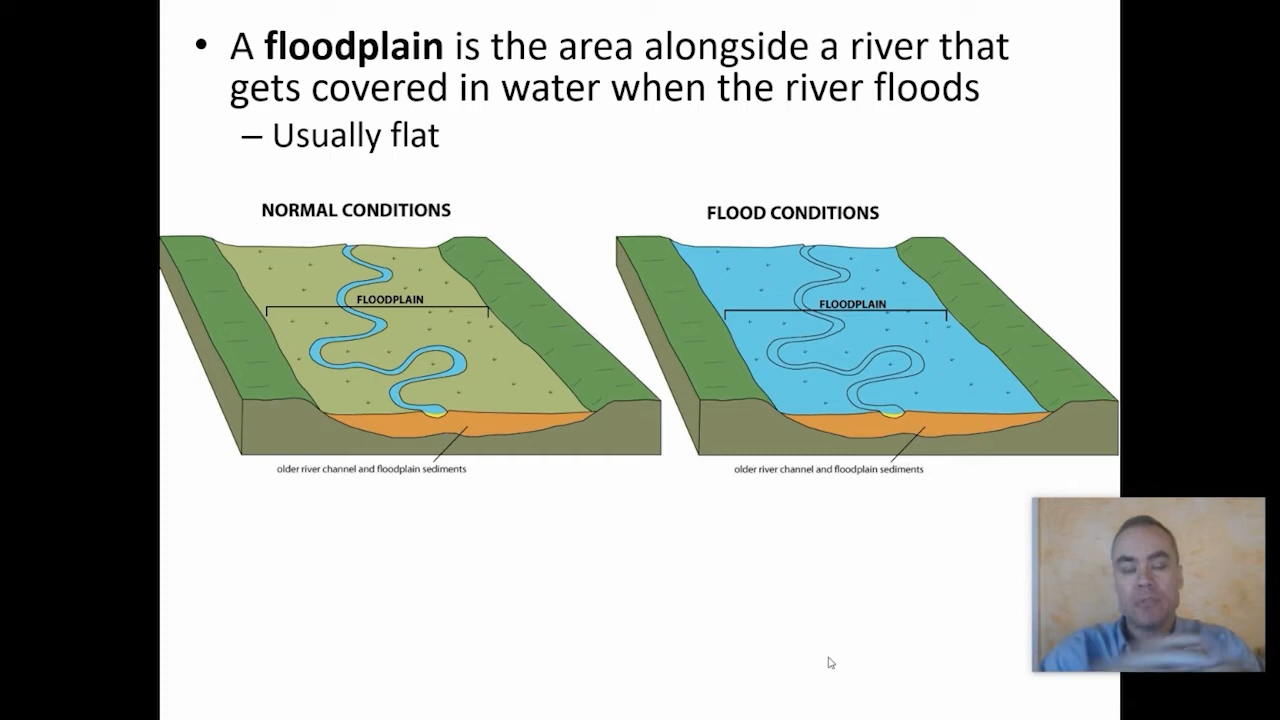 • A floodplain is the area alongside a river that
gets covered in water when the river floods
– Usually flat
NORMAL CONDITIONS
FLOODPLAIN
older river channel and floodplain sediments
FLOOD CONDITIONS
FLOODPLAIN
older river channel and floodplain sediments